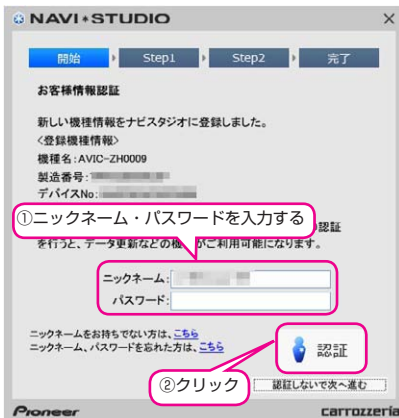 NAVI*STUDIO
開始 Step1 Step2 完了
お客様情報認証
新しい機種情報をナビスタジオに登録しました。
<登録機種情報>
機種名:AVIC-ZH0009
製造番号:
デバイスNo:
①ニックネーム・パスワードを入力する
の認証
を行うと、データ更新などの機 がご利用可能になります。
ニックネーム:
パスワード:
ニックネームをお持ちでない方は、こちら
ニックネーム、パスワードを忘れた方は、こちら
認証
②クリック
認証しないで次へ進む
Pioneer carrozzeria